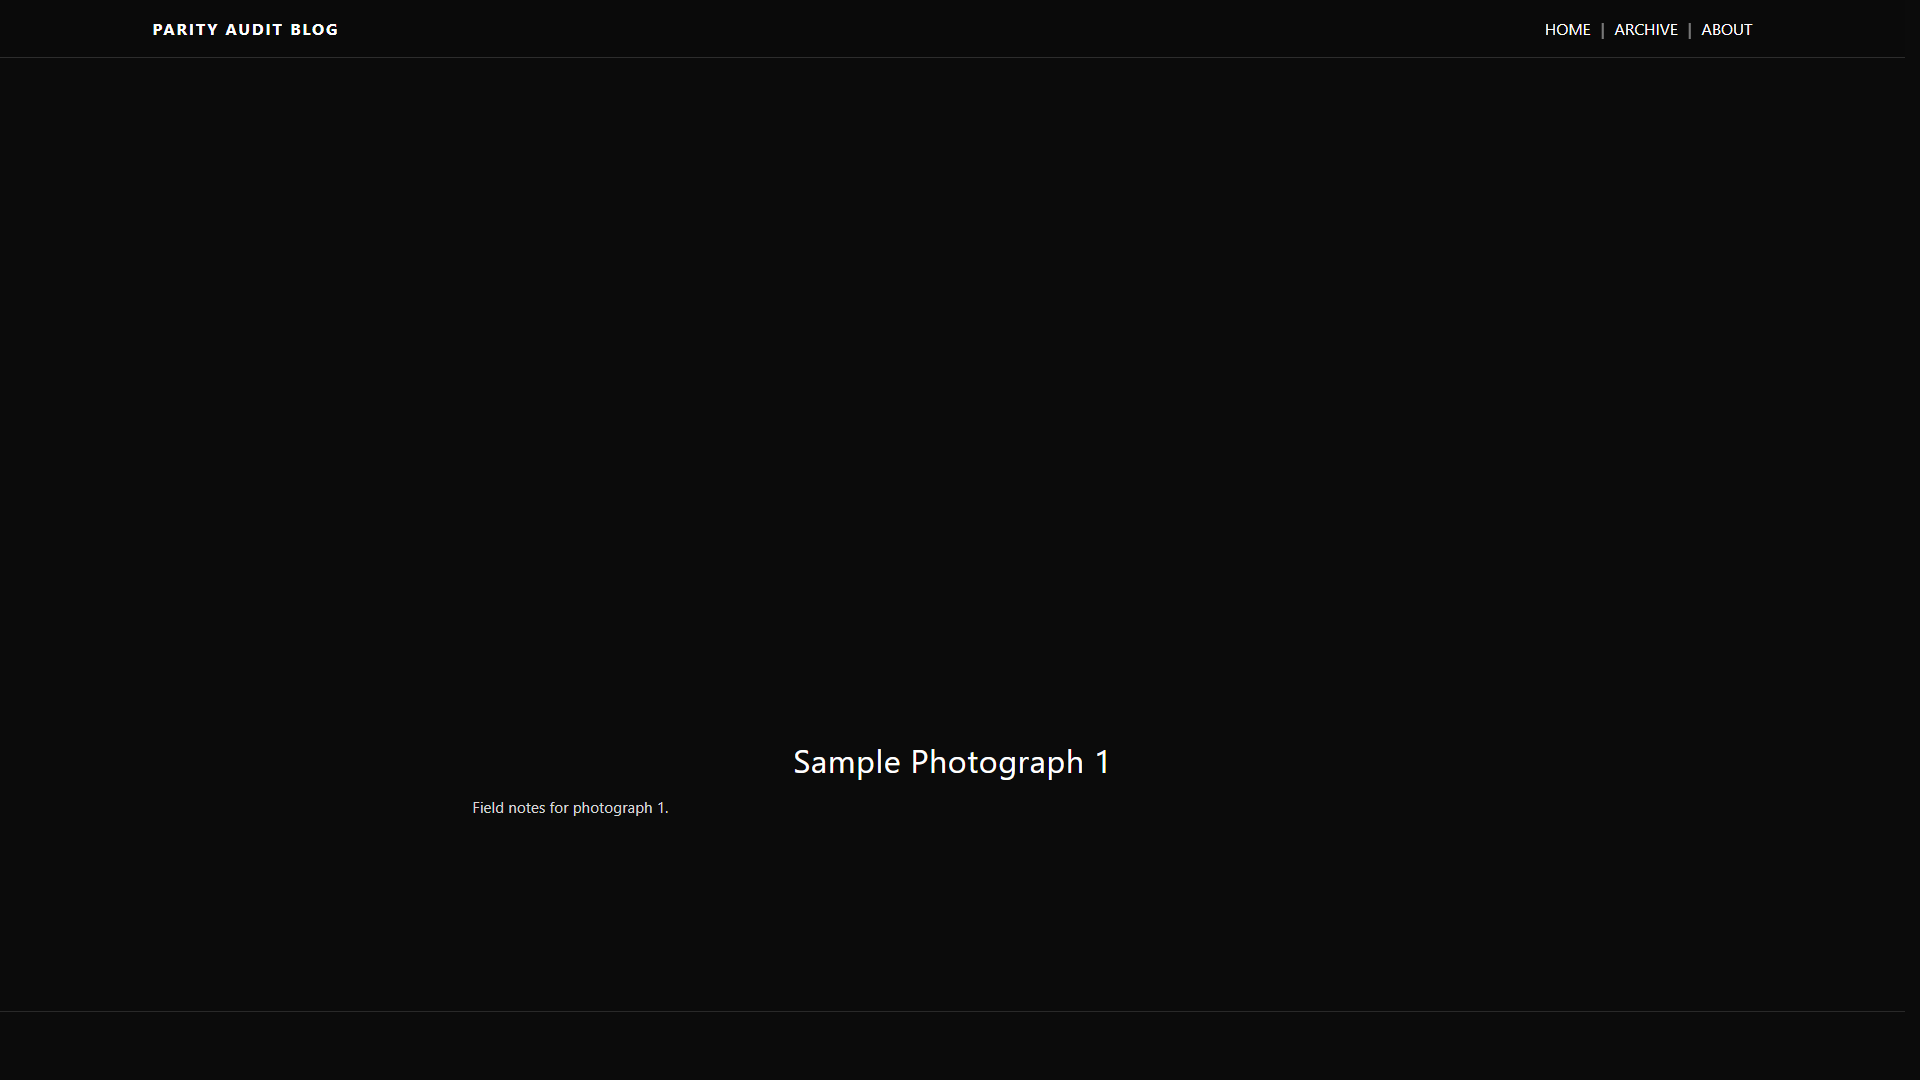 PARITY AUDIT BLOG
HOME | ARCHIVE | ABOUT
Sample Photograph 1
Field notes for photograph 1.